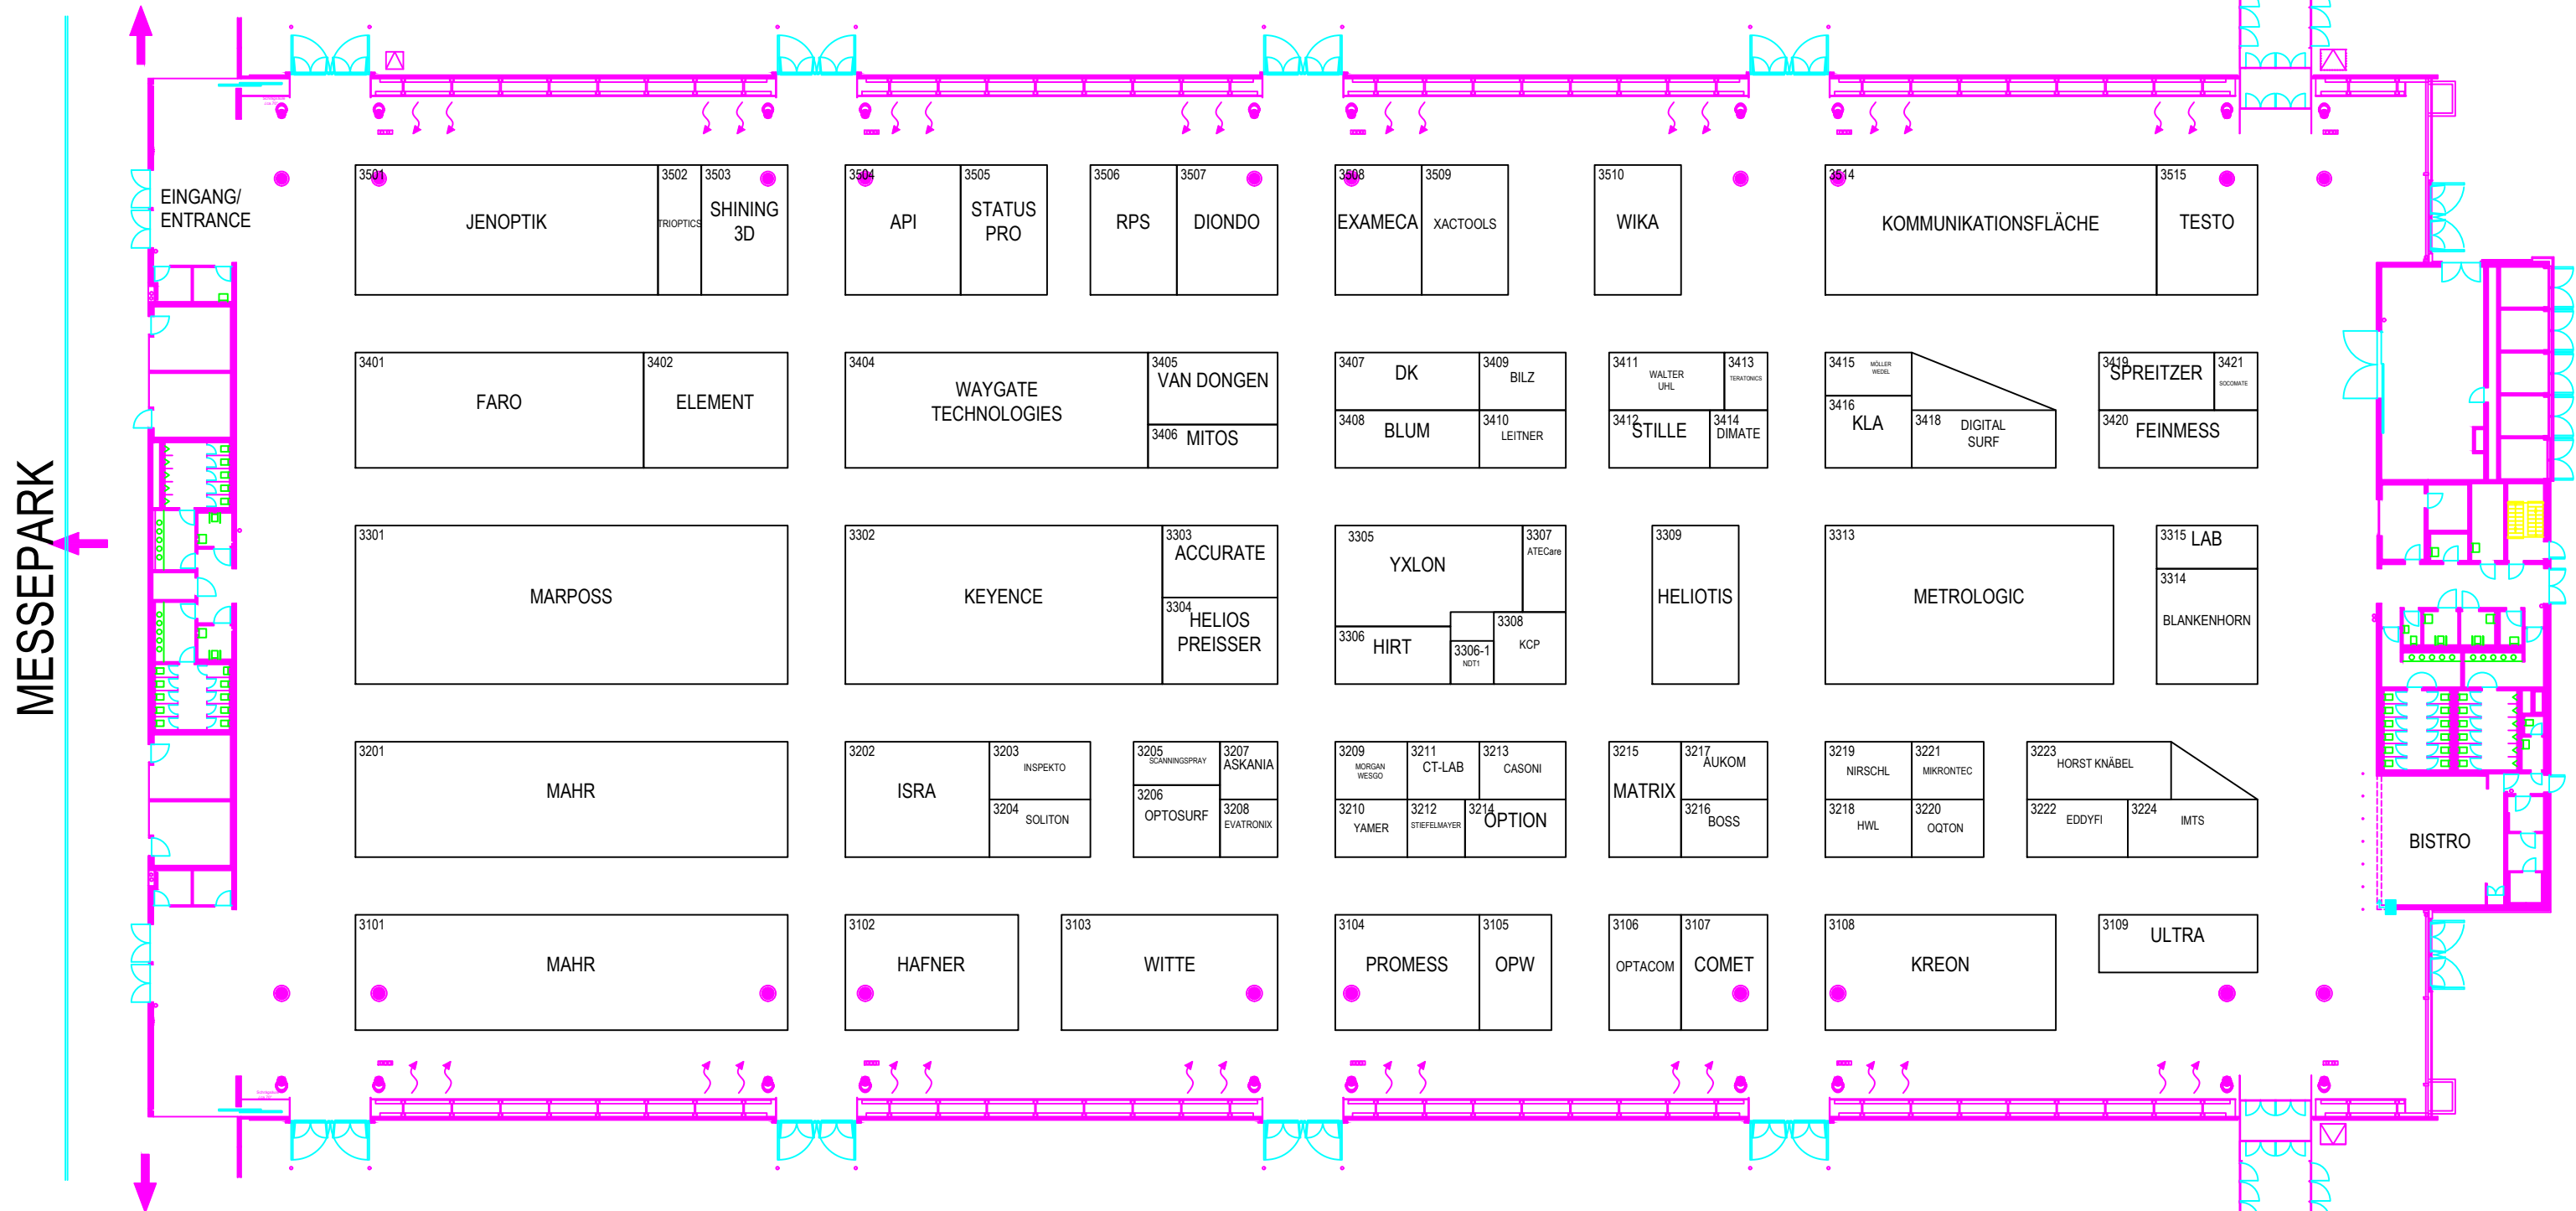 MESSEPARK
EINGANG/
ENTRANCE
3501
JENOPTIK
3502
TRIOPTICS
3503
SHINING
3D
3504
API
3505
STATUS
PRO
3506
RPS
3507
DIONDO
3508
EXAMECA
3509
XACTOOLS
3510
WIKA
3514
KOMMUNIKATIONSFLÄCHE
3515
TESTO
3401
FARO
3402
ELEMENT
3404
WAYGATE
TECHNOLOGIES
3405
VAN DONGEN
3406
MITOS
3407
DK
3409
BILZ
3408
BLUM
3410
LEITNER
3411
WALTER
UHL
3413
TERATONICS
3412
STILLE
3414
DIMATE
3415
MÖLLER
WEDEL
3416
KLA
3418
DIGITAL
SURF
3419
SPREITZER
3421
SOCOMATE
3420
FEINMESS
3301
MARPOSS
3302
KEYENCE
3303
ACCURATE
3304
HELIOS
PREISSER
3305
YXLON
3307
ATECare
3306
HIRT
3306-1
NDT1
3308
KCP
3309
HELIOTIS
3313
METROLOGIC
3315
LAB
3314
BLANKENHORN
3201
MAHR
3202
ISRA
3203
INSPEKTO
3204
SOLITON
3205
SCANNINGSPRAY
3206
OPTOSURF
3207
ASKANIA
3208
EVATRONIX
3209
MORGAN
WESGO
3211
CT-LAB
3213
CASONI
3210
YAMER
3212
STIEFELMAYER
3214
OPTION
3215
MATRIX
3217
AUKOM
3216
BOSS
3219
NIRSCHL
3221
MIKRONTEC
3218
HWL
3220
OQTON
3223
HORST KNÄBEL
3222
EDDYFI
3224
IMTS
BISTRO
3101
MAHR
3102
HAFNER
3103
WITTE
3104
PROMESS
3105
OPW
3106
OPTACOM
3107
COMET
3108
KREON
3109
ULTRA